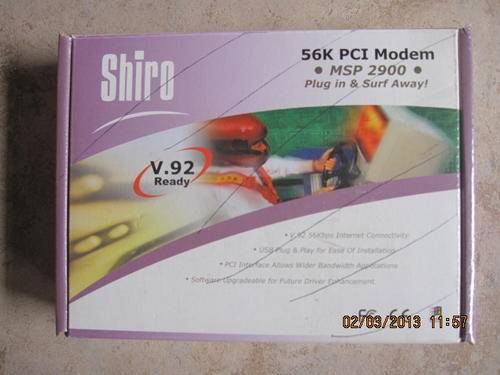 Shiro
56K PCI Modem
• MSP 2900 •
Plug in & Surf Away!
V.92
Ready
• V.92 56Kbps Internet Connectivity
• USB Plug & Play for Ease Of Installation
• PCI Interface Allows Wider Bandwidth Applications
• Software Upgradeable for Future Driver Enhancement
FC CE
02/03/2013 11:57